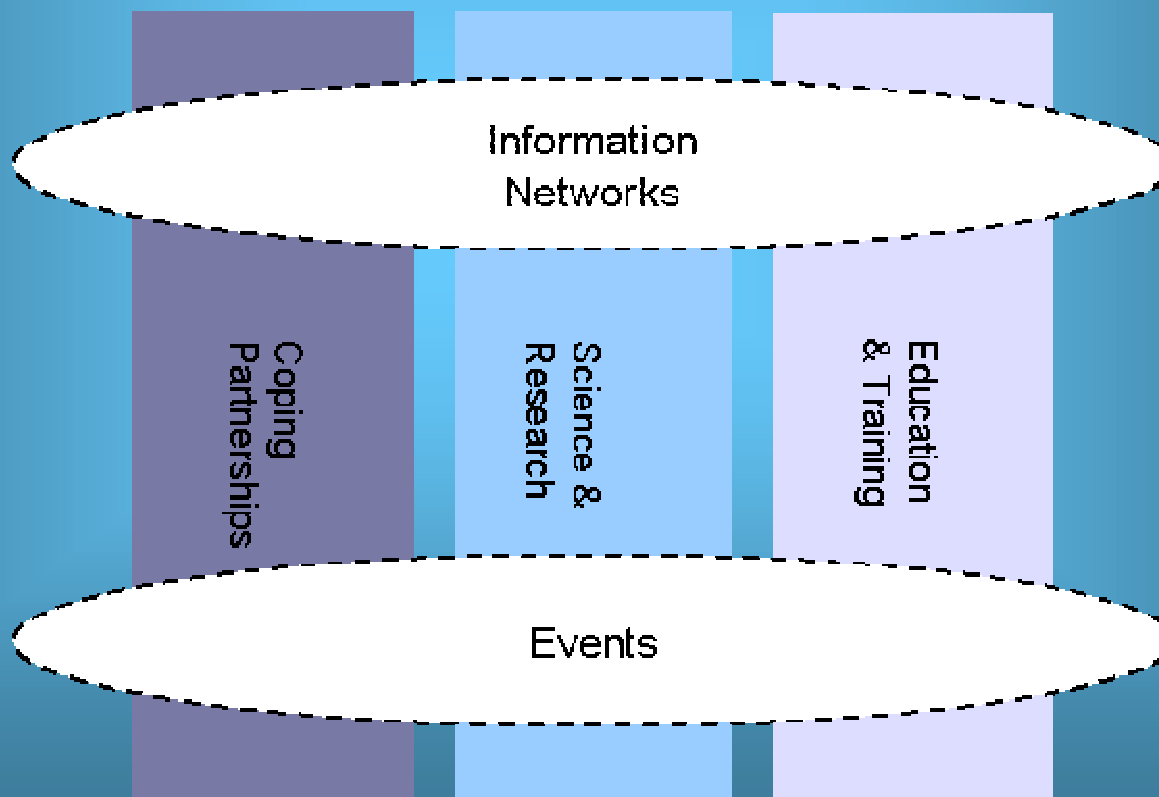 Information
Networks
Coping
Partnerships
Science &
Research
Education
& Training
Events